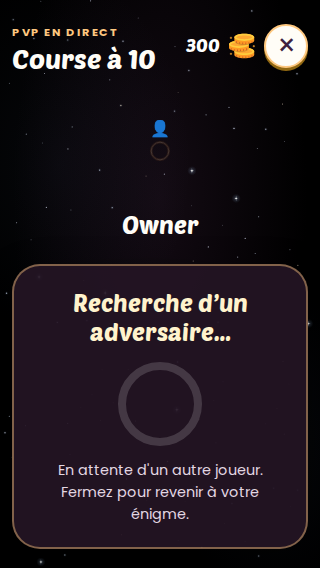 PVP EN DIRECT
Course à 10
300
Owner
Recherche d’un
adversaire...
En attente d'un autre joueur.
Fermez pour revenir à votre
énigme.